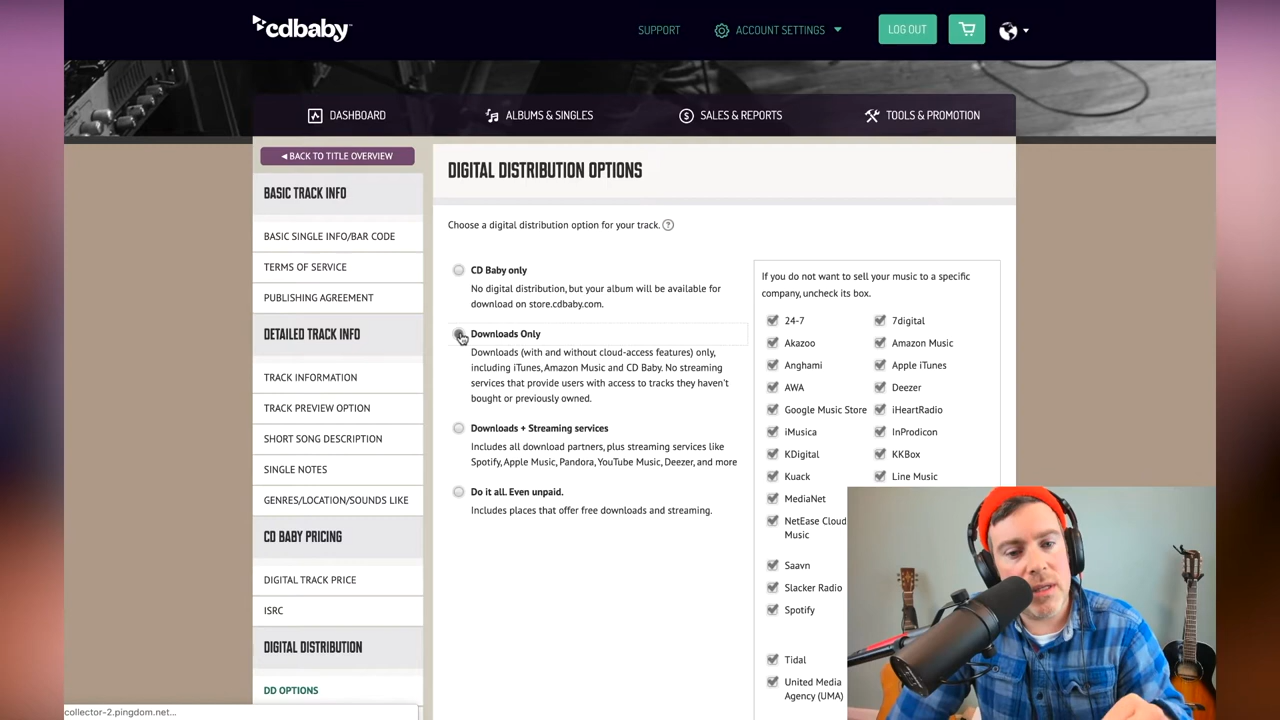 cdbaby
SUPPORT
ACCOUNT SETTINGS
LOG OUT
DASHBOARD
ALBUMS & SINGLES
SALES & REPORTS
TOOLS & PROMOTION
◄ BACK TO TITLE OVERVIEW
BASIC TRACK INFO
BASIC SINGLE INFO/BAR CODE
TERMS OF SERVICE
PUBLISHING AGREEMENT
DETAILED TRACK INFO
TRACK INFORMATION
TRACK PREVIEW OPTION
SHORT SONG DESCRIPTION
SINGLE NOTES
GENRES/LOCATION/SOUNDS LIKE
CD BABY PRICING
DIGITAL TRACK PRICE
ISRC
DIGITAL DISTRIBUTION
DD OPTIONS
collector-2.pingdom.net...
DIGITAL DISTRIBUTION OPTIONS
Choose a digital distribution option for your track. ?
CD Baby only
No digital distribution, but your album will be available for
download on store.cdbaby.com.
Downloads Only
Downloads (with and without cloud-access features) only,
including iTunes, Amazon Music and CD Baby. No streaming
services that provide users with access to tracks they haven't
bought or previously owned.
Downloads + Streaming services
Includes all download partners, plus streaming services like
Spotify, Apple Music, Pandora, YouTube Music, Deezer, and more
Do it all. Even unpaid.
Includes places that offer free downloads and streaming.
If you do not want to sell your music to a specific
company, uncheck its box.
24-7
7digital
Akazoo
Amazon Music
Anghami
Apple iTunes
AWA
Deezer
Google Music Store
iHeartRadio
iMusica
InProdicon
KDigital
KKBox
Kuack
Line Music
MediaNet
NetEase Cloud
Music
Saavn
Slacker Radio
Spotify
Tidal
United Media
Agency (UMA)